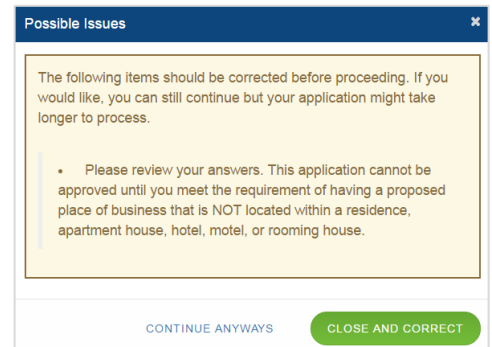 Possible Issues ×
The following items should be corrected before proceeding. If you
would like, you can still continue but your application might take
longer to process.
• Please review your answers. This application cannot be
approved until you meet the requirement of having a proposed
place of business that is NOT located within a residence,
apartment house, hotel, motel, or rooming house.
CONTINUE ANYWAYS CLOSE AND CORRECT